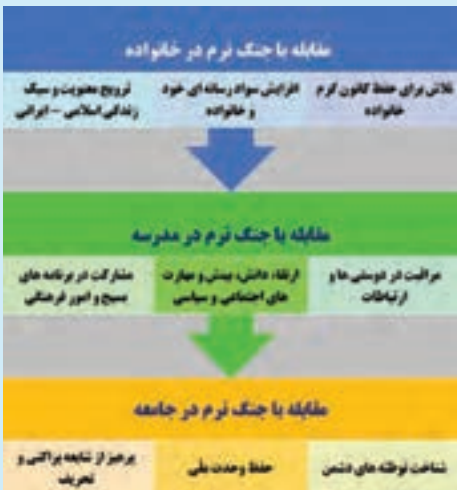 مقابله با جنگ نرم در خانواده
تلاش برای حفظ کانون گرم
خانواده
افزایش سواد رسانه ای خود
و خانواده
ترویج معنویت و سبک
زندگی اسلامی – ایرانی
مقابله با جنگ نرم در مدرسه
مراقبت در دوستی ها و
ارتباطات
ارتقاء دانش، بینش و مهارت
های اجتماعی و سیاسی
مشارکت در برنامه های
بسیج و امور فرهنگی
مقابله با جنگ نرم در جامعه
شناخت توطئه های دشمن
حفظ وحدت ملی
پرهیز از شایعه پراکنی و
تحریف